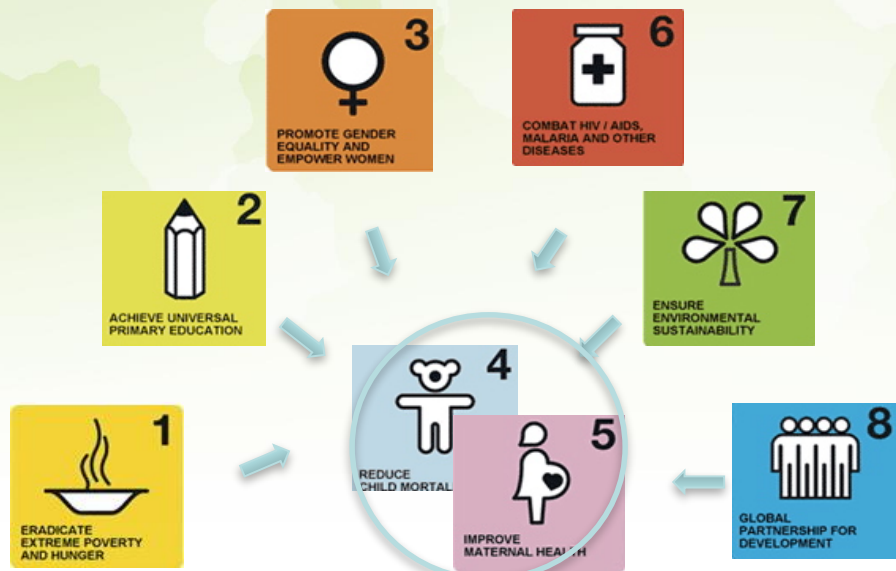 1
ERADICATE
EXTREME POVERTY
AND HUNGER
2
ACHIEVE UNIVERSAL
PRIMARY EDUCATION
3
PROMOTE GENDER
EQUALITY AND
EMPOWER WOMEN
4
REDUCE
CHILD
5
IMPROVE
MATERNAL HEALTH
6
COMBAT HIV / AIDS,
MALARIA AND OTHER
DISEASES
7
ENSURE
ENVIRONMENTAL
SUSTAINABILITY
8
GLOBAL
PARTNERSHIP FOR
DEVELOPMENT